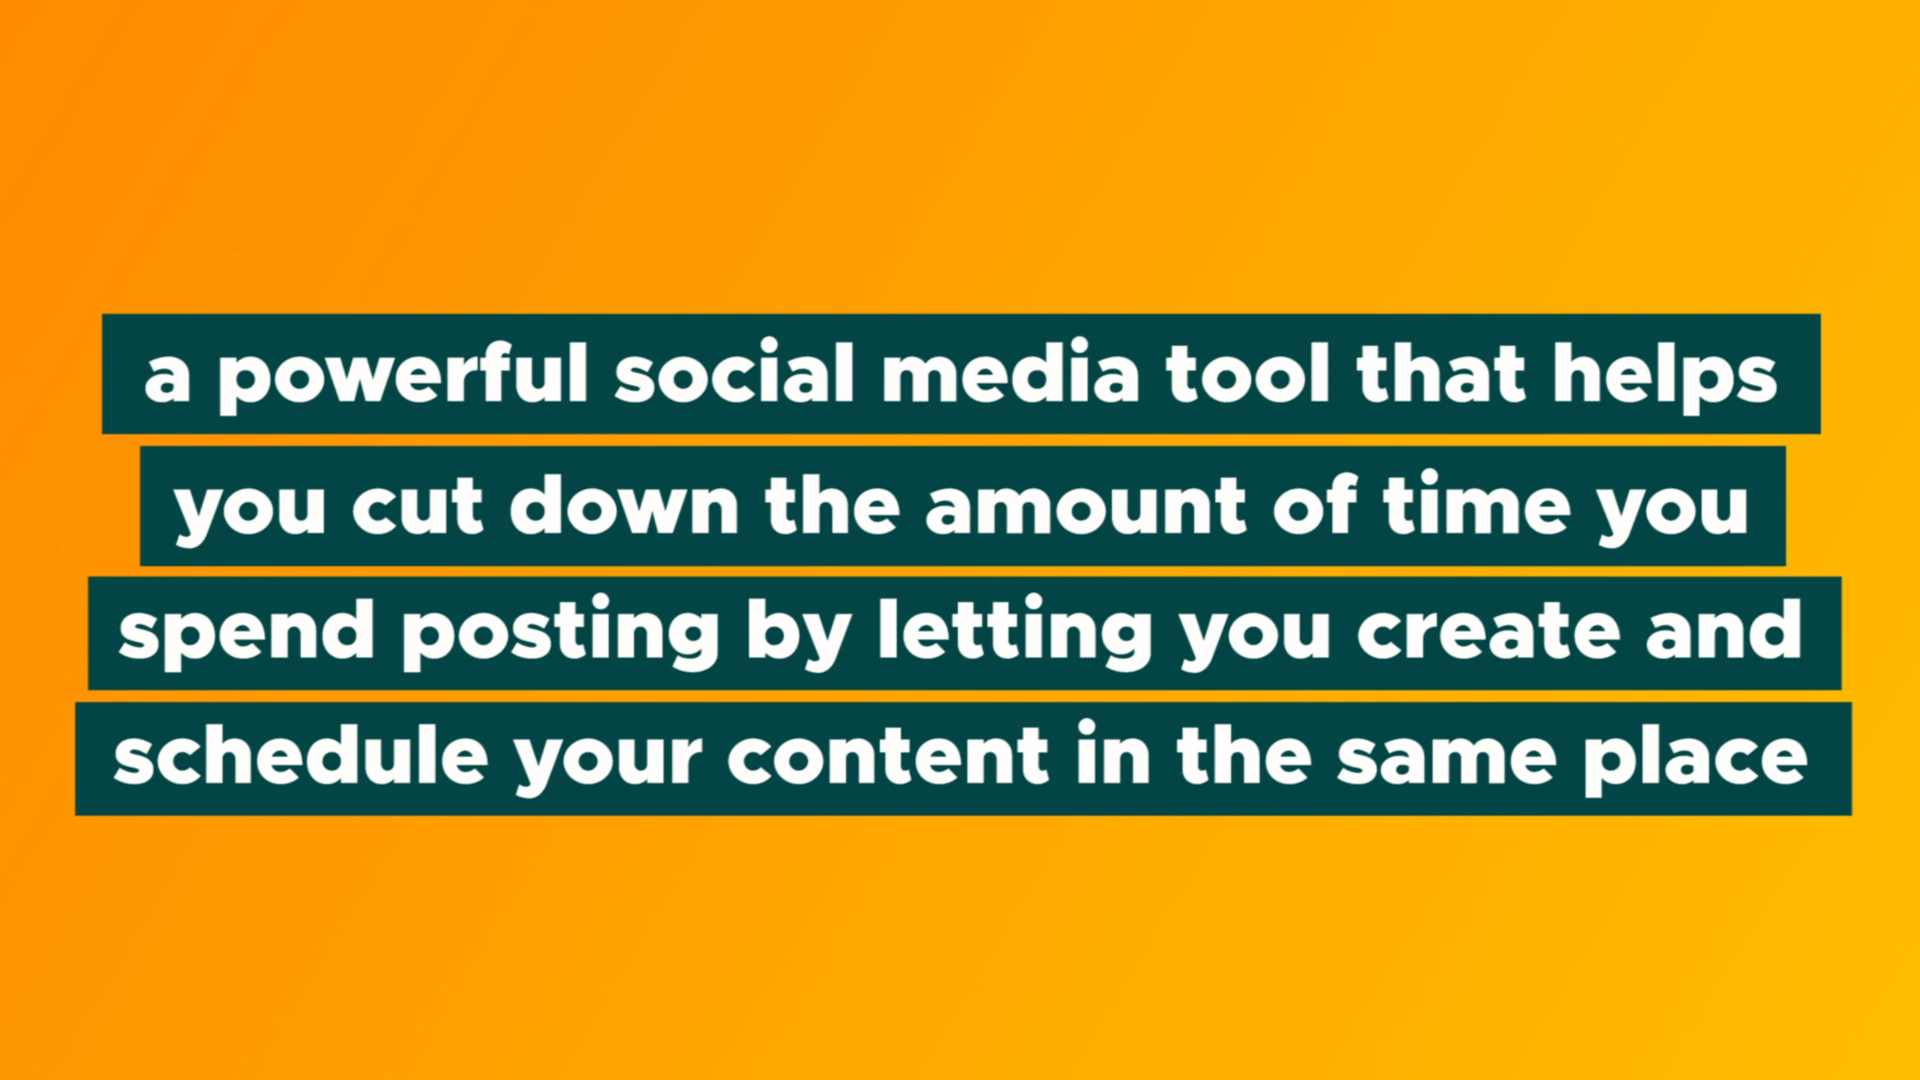 a powerful social media tool that helps
you cut down the amount of time you
spend posting by letting you create and
schedule your content in the same place